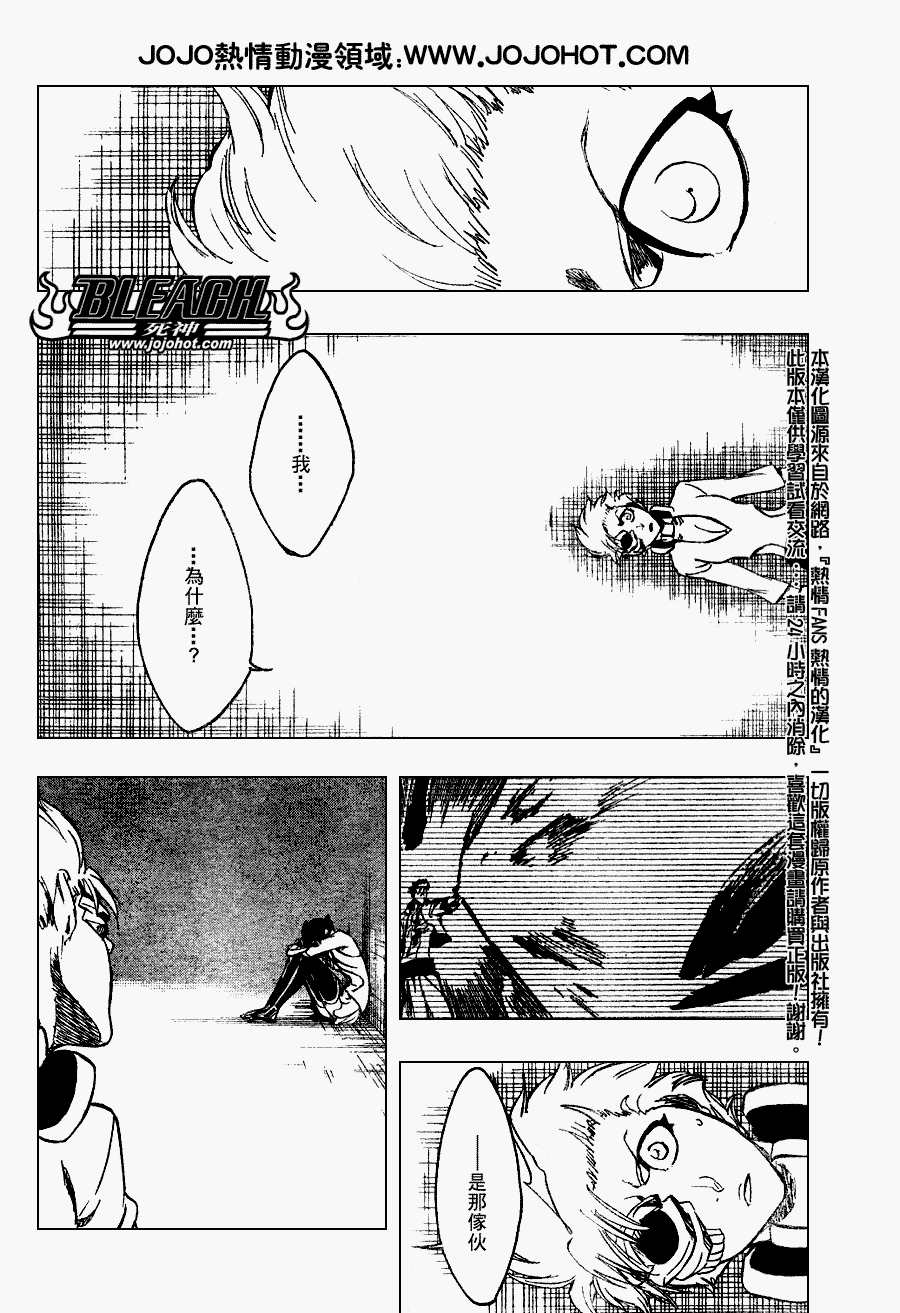 JOJO熱情動漫領域:WWW.JOJOHOT.COM
BLEACH
死神
www.jojohot.com
……我…
…為什麼…?
本漢化圖源來自於網路,『熱情FANS熱情的漢化』一切版權歸原作者與出版社擁有!
此版本僅供學習試看交流……請24小時之內消除,喜歡這套漫畫請購買正版!謝謝。
——是那傢伙